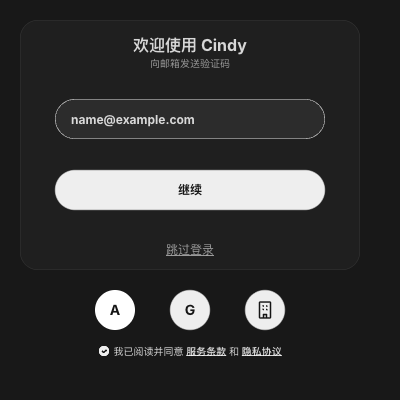 欢迎使用 Cindy
向邮箱发送验证码
name@example.com
继续
跳过登录
A G
我已阅读并同意 服务条款 和 隐私协议